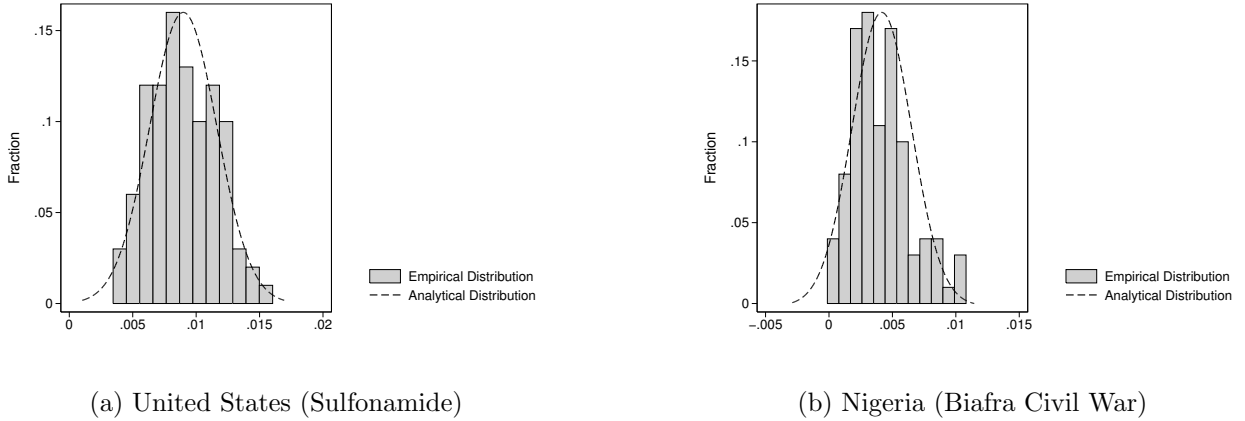 .15
.1
.05
0
Fraction
0 .005 .01 .015 .02
Empirical Distribution
Analytical Distribution
(a) United States (Sulfonamide)
.15
.1
.05
0
Fraction
−.005 0 .005 .01 .015
Empirical Distribution
Analytical Distribution
(b) Nigeria (Biafra Civil War)